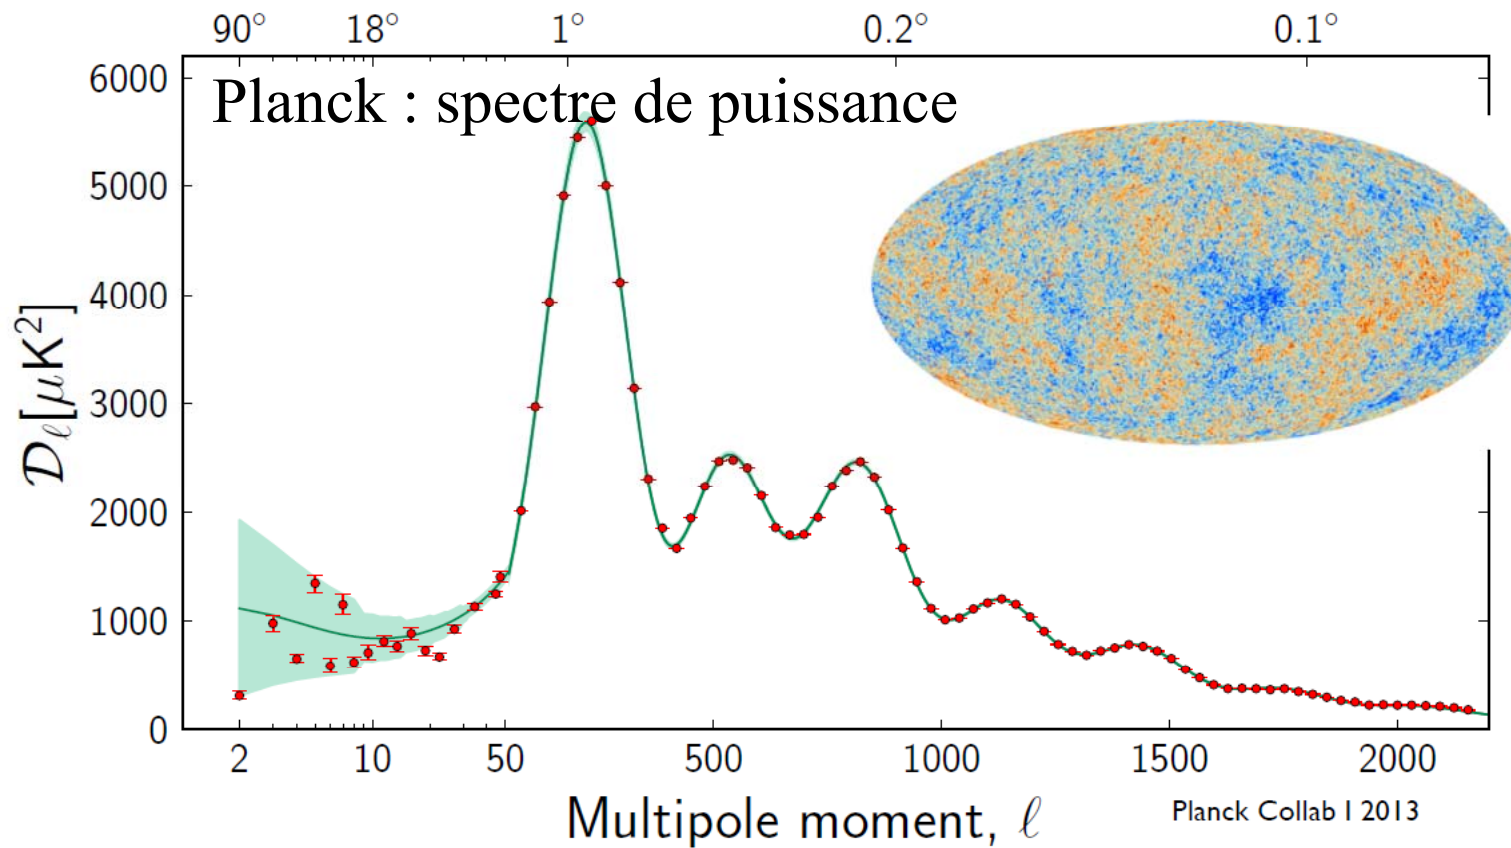 90° 18° 1° 0.2° 0.1°
Planck : spectre de puissance
6000
5000
4000
3000
2000
1000
0
𝒟ℓ[μK²]
2 10 50 500 1000 1500 2000
Multipole moment, ℓ
Planck Collab I 2013